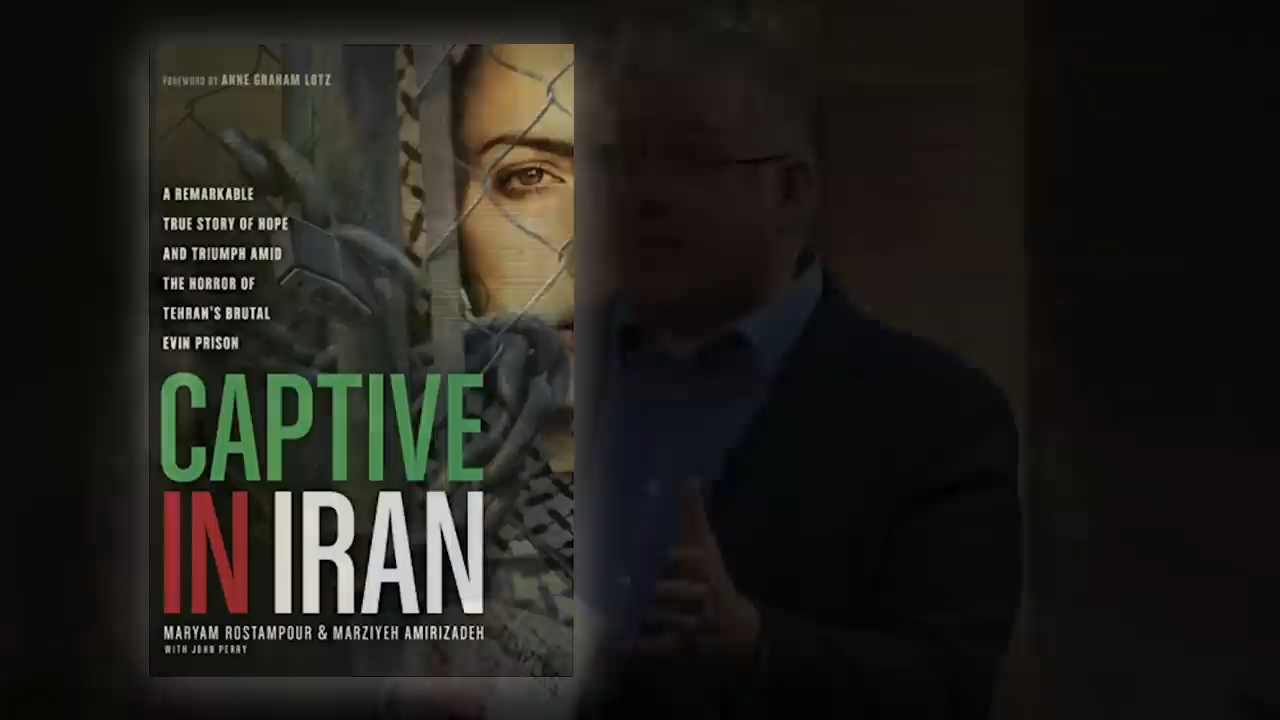 FOREWORD BY ANNE GRAHAM LOTZ
A REMARKABLE
TRUE STORY OF HOPE
AND TRIUMPH AMID
THE HORROR OF
TEHRAN'S BRUTAL
EVIN PRISON
CAPTIVE
IN IRAN
MARYAM ROSTAMPOUR & MARZIYEH AMIRIZADEH
WITH JOHN PERRY